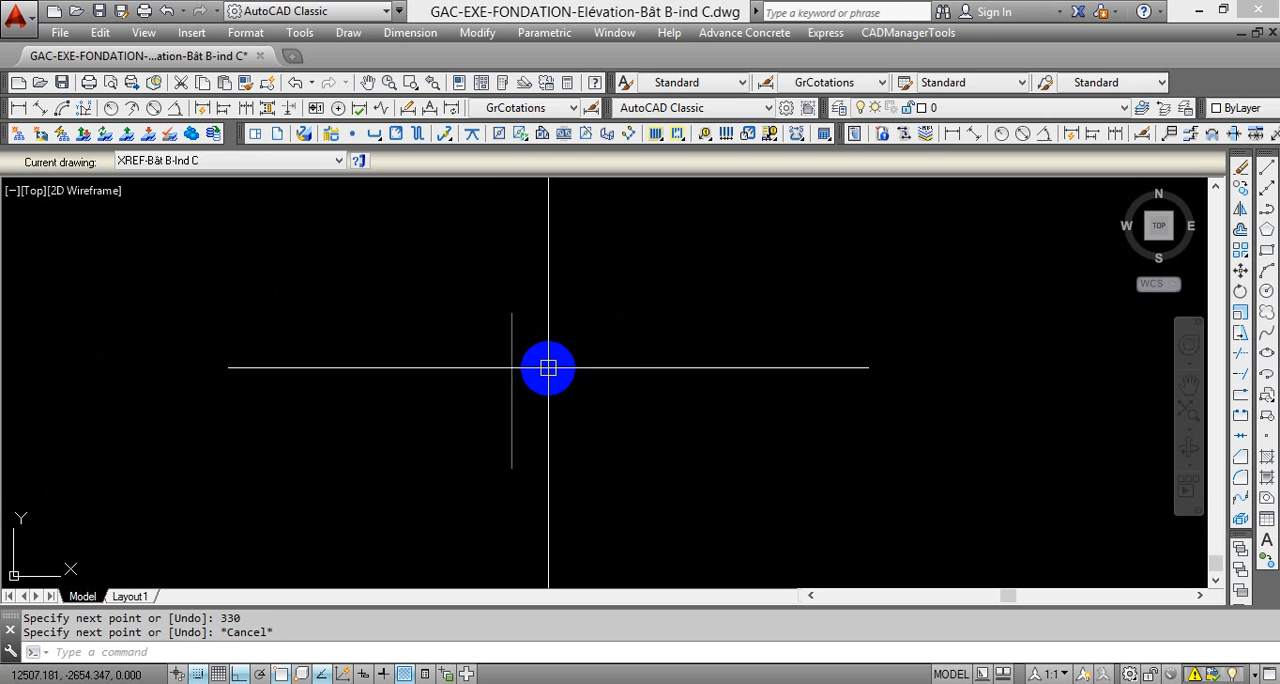 AutoCAD Classic
GAC-EXE-FONDATION-Elévation-Bât B-ind C.dwg
Type a keyword or phrase
Sign In
File Edit View Insert Format Tools Draw Dimension Modify Parametric Window Help Advance Concrete Express CADManagerTools
GAC-EXE-FONDATION-...ation-Bât B-ind C*
Standard GrCotations Standard Standard
GrCotations AutoCAD Classic 0 ByLayer
Current drawing: XREF-Bât B-Ind C
[−][Top][2D Wireframe]
N
W TOP E
S
WCS
Y
X
Model Layout1
Specify next point or [Undo]: 330
Specify next point or [Undo]: *Cancel*
Type a command
12507.181, -2654.347, 0.000 MODEL 1:1